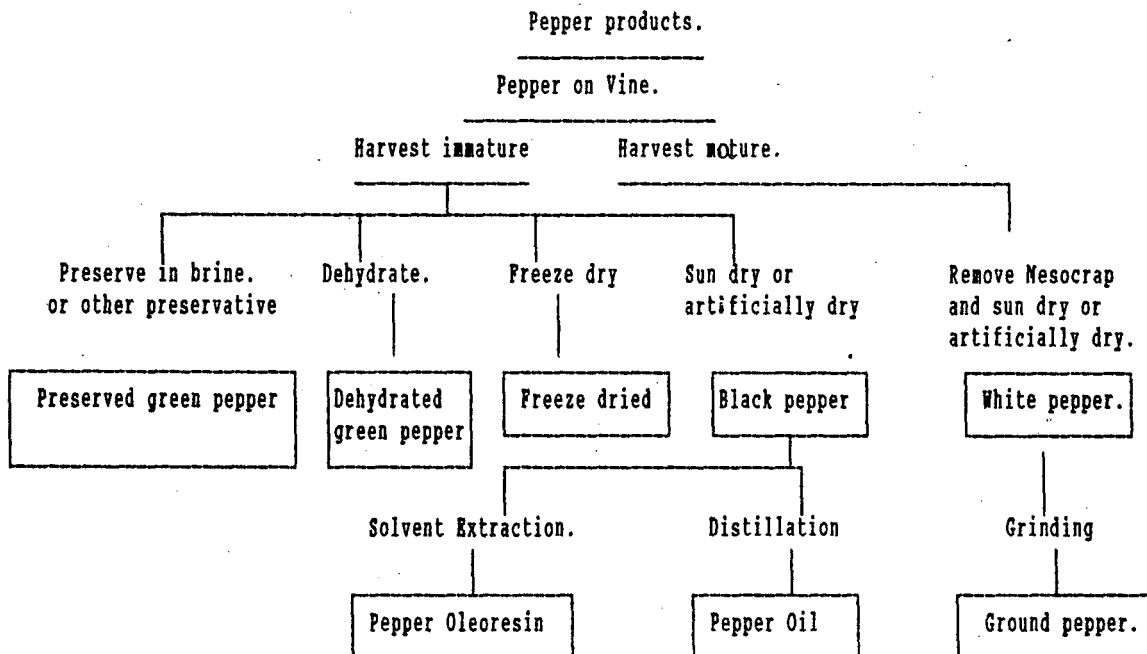 Pepper products.
Pepper on Vine.
Harvest immature
Harvest moture.
Preserve in brine.
or other preservative
Dehydrate.
Freeze dry
Sun dry or
artificially dry
Remove Mesocrap
and sun dry or
artificially dry.
Preserved green pepper
Dehydrated
green pepper
Freeze dried
Black pepper
White pepper.
Solvent Extraction.
Distillation
Grinding
Pepper Oleoresin
Pepper Oil
Ground pepper.